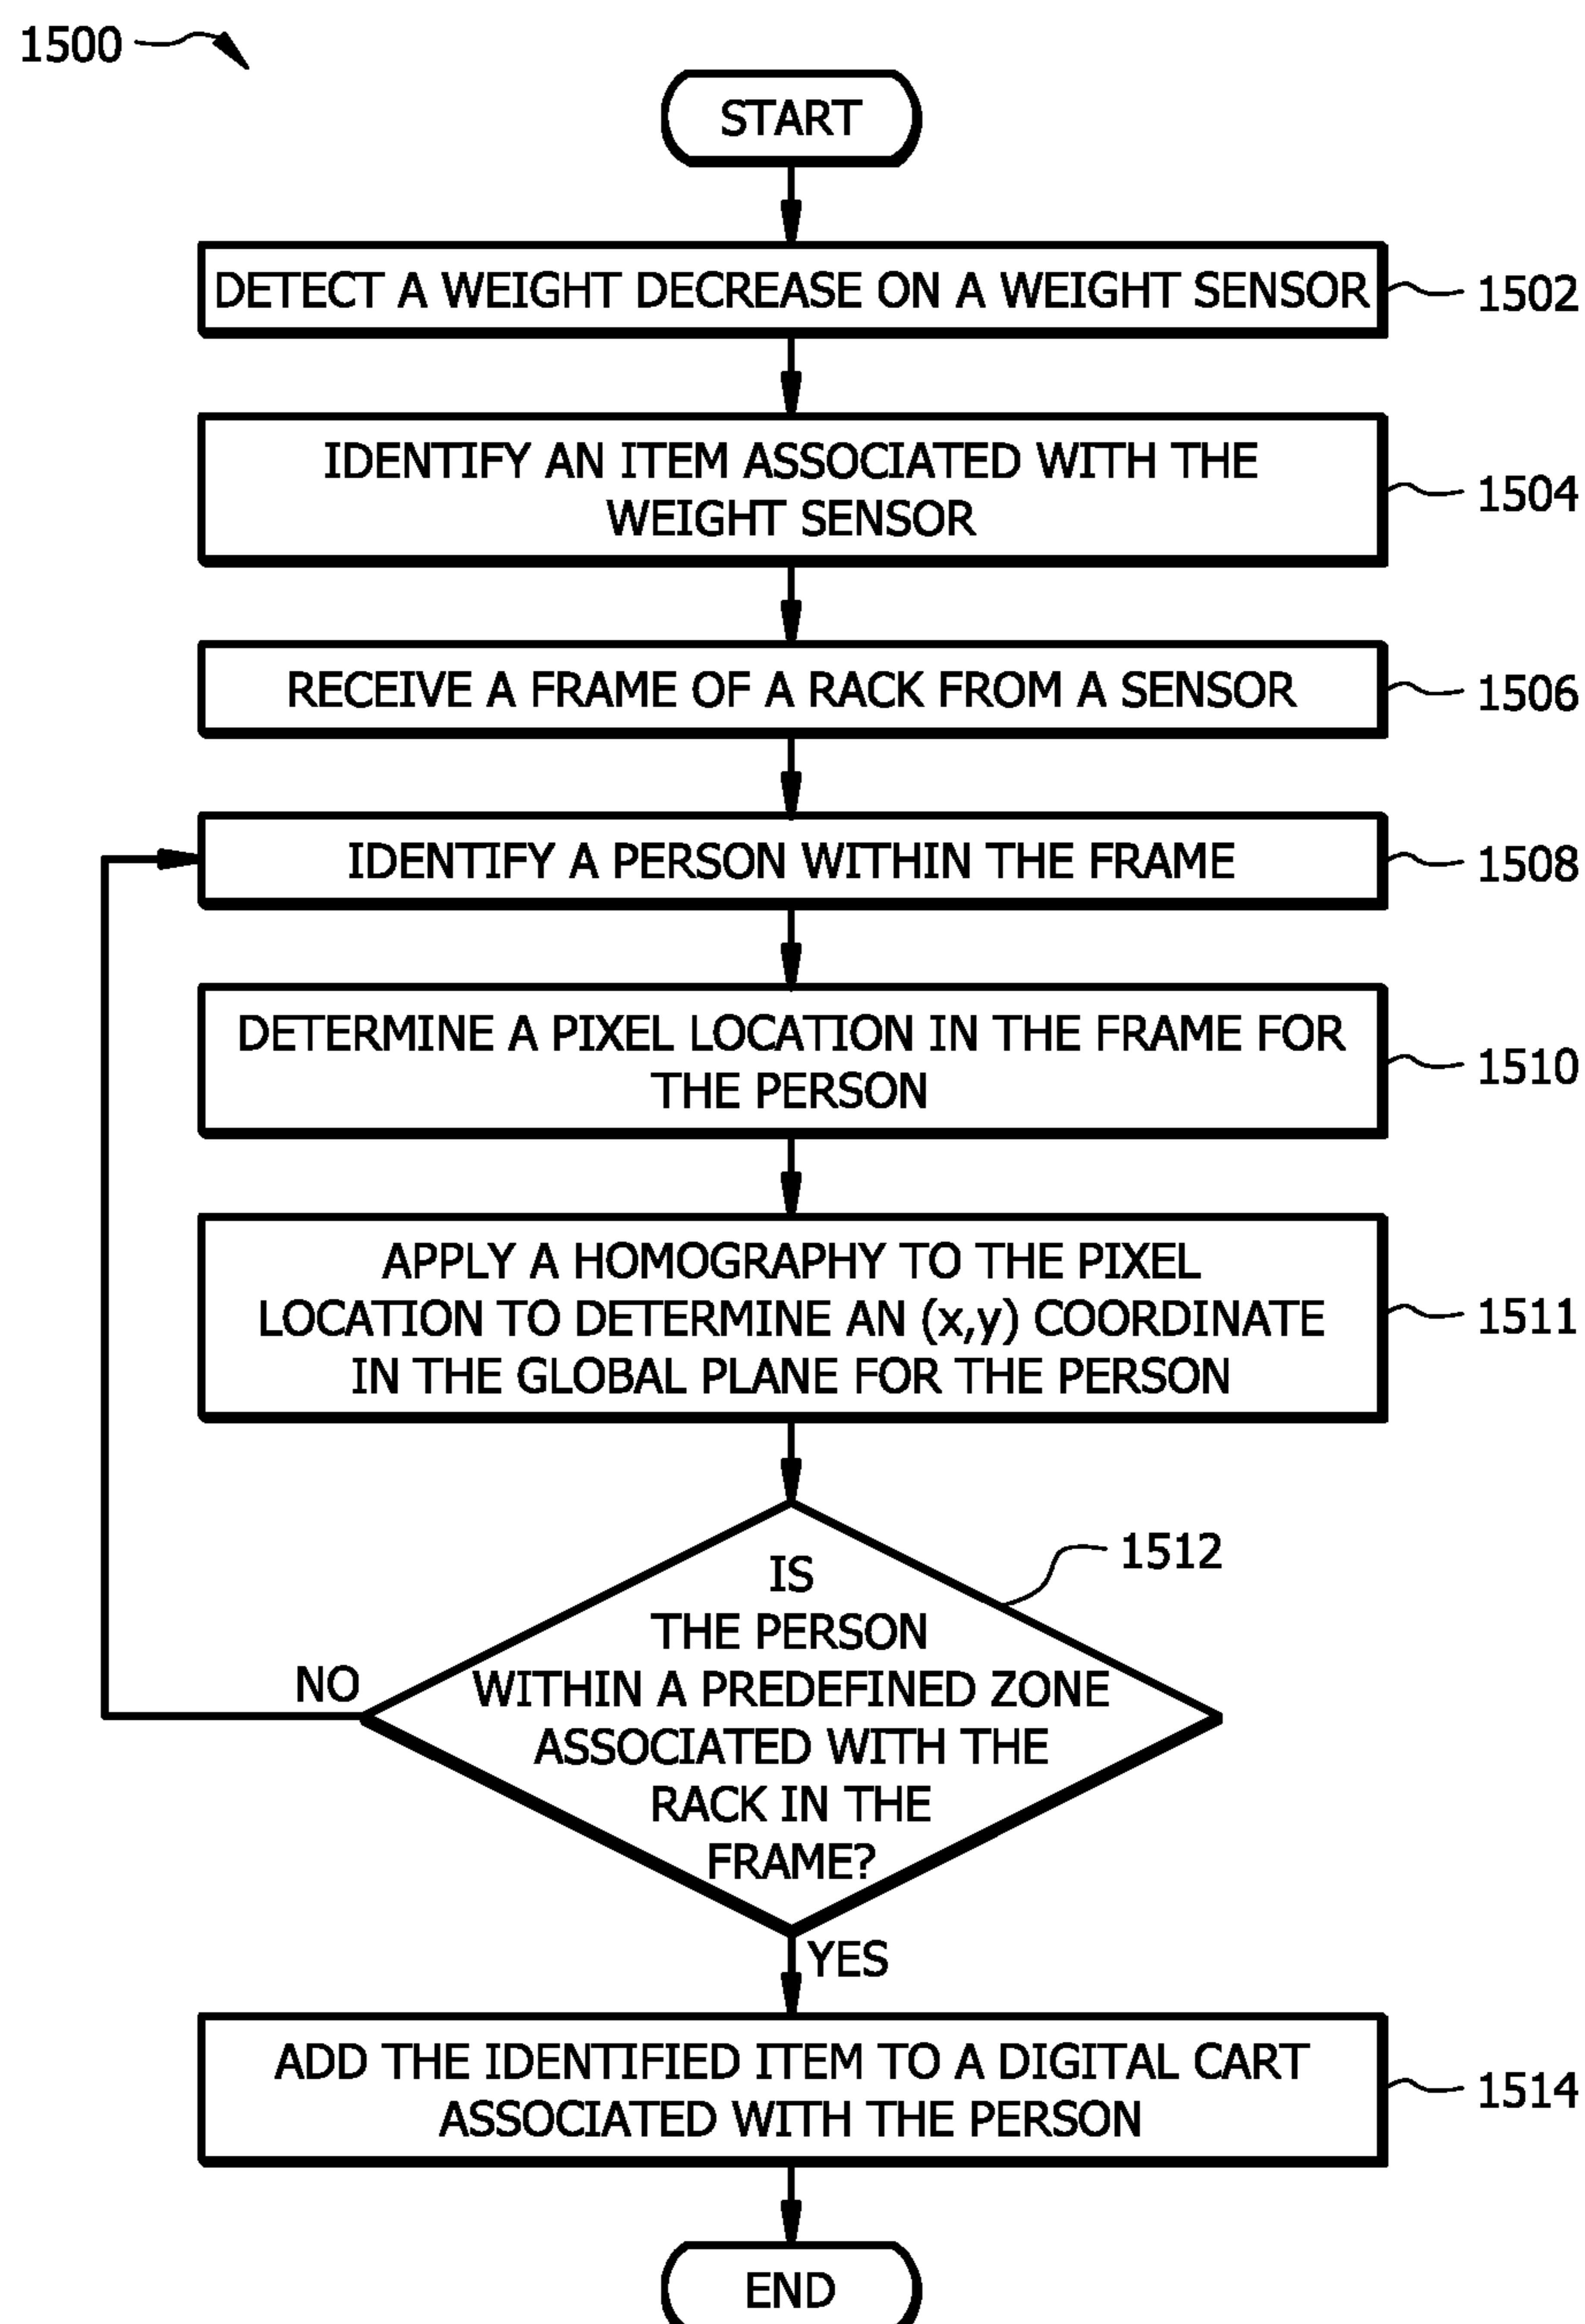 1500
START
DETECT A WEIGHT DECREASE ON A WEIGHT SENSOR
1502
IDENTIFY AN ITEM ASSOCIATED WITH THE
WEIGHT SENSOR
1504
RECEIVE A FRAME OF A RACK FROM A SENSOR
1506
IDENTIFY A PERSON WITHIN THE FRAME
1508
DETERMINE A PIXEL LOCATION IN THE FRAME FOR
THE PERSON
1510
APPLY A HOMOGRAPHY TO THE PIXEL
LOCATION TO DETERMINE AN (x,y) COORDINATE
IN THE GLOBAL PLANE FOR THE PERSON
1511
IS
THE PERSON
WITHIN A PREDEFINED ZONE
ASSOCIATED WITH THE
RACK IN THE
FRAME?
1512
NO
YES
ADD THE IDENTIFIED ITEM TO A DIGITAL CART
ASSOCIATED WITH THE PERSON
1514
END